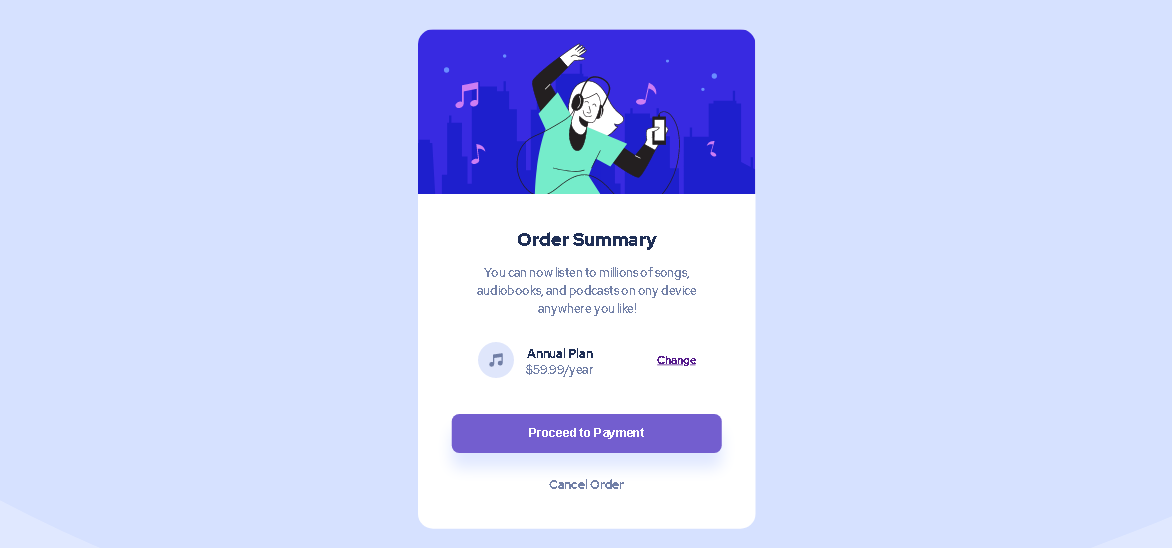 Order Summary
You can now listen to millions of songs,
audiobooks, and podcasts on ony device
anywhere you like!
Annual Plan
$59.99/year
Change
Proceed to Payment
Cancel Order